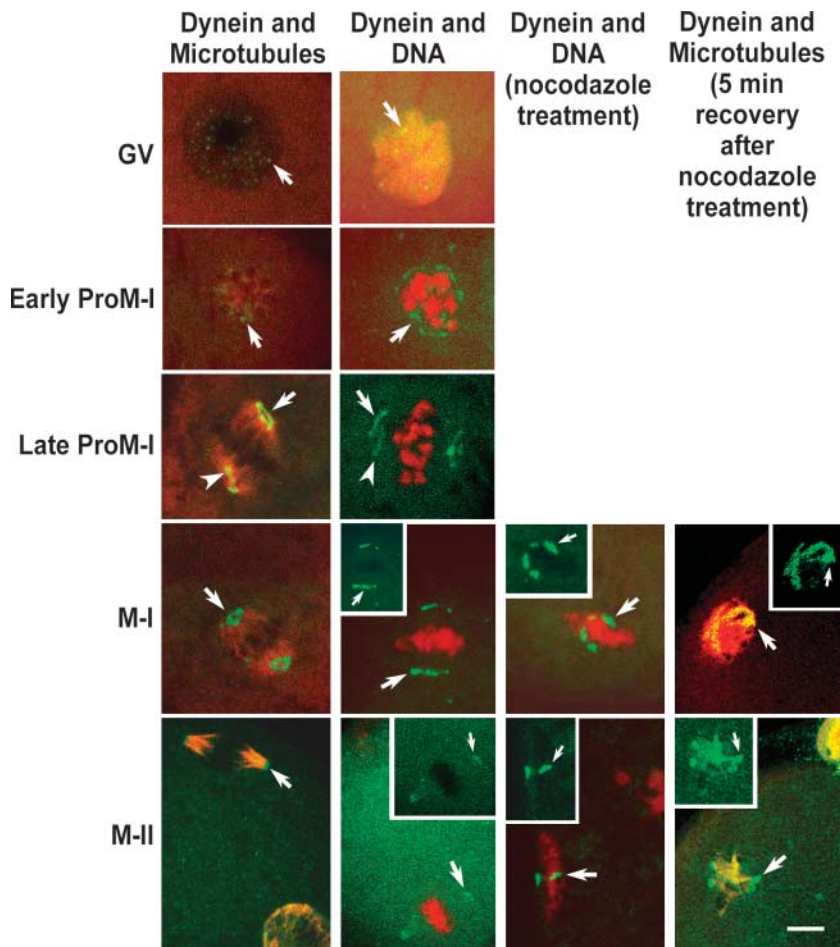 Dynein and
Microtubules
Dynein and
DNA
Dynein and
DNA
(nocodazole
treatment)
Dynein and
Microtubules
(5 min
recovery
after
nocodazole
treatment)
GV
Early ProM-I
Late ProM-I
M-I
M-II